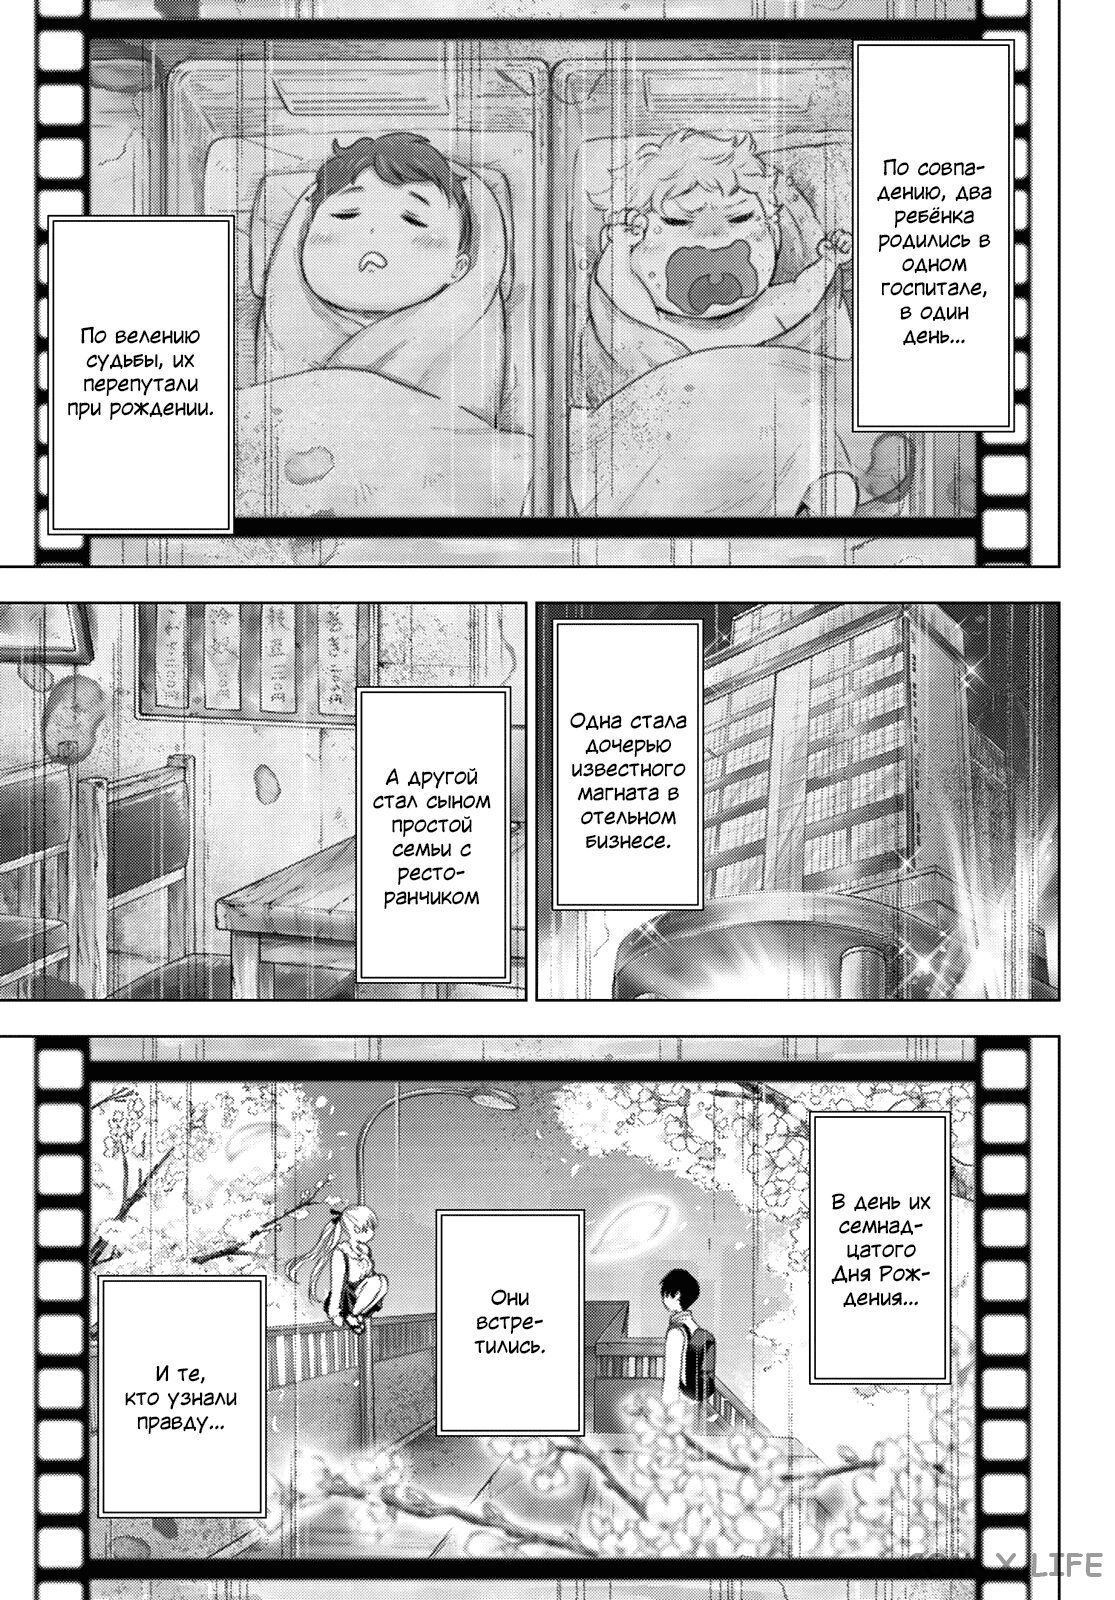 По совпа-
дению, два
ребёнка
родились в
одном
госпитале,
в один
день...
По велению
судьбы, их
перепутали
при рождении.
Одна стала
дочерью
известного
магната в
отельном
бизнесе.
А другой
стал сыном
простой
семьи с
ресто-
ранчиком
В день их
семнад-
цатого
Дня Рож-
дения...
Они
встре-
тились.
И те,
кто узнали
правду...
X LIFE